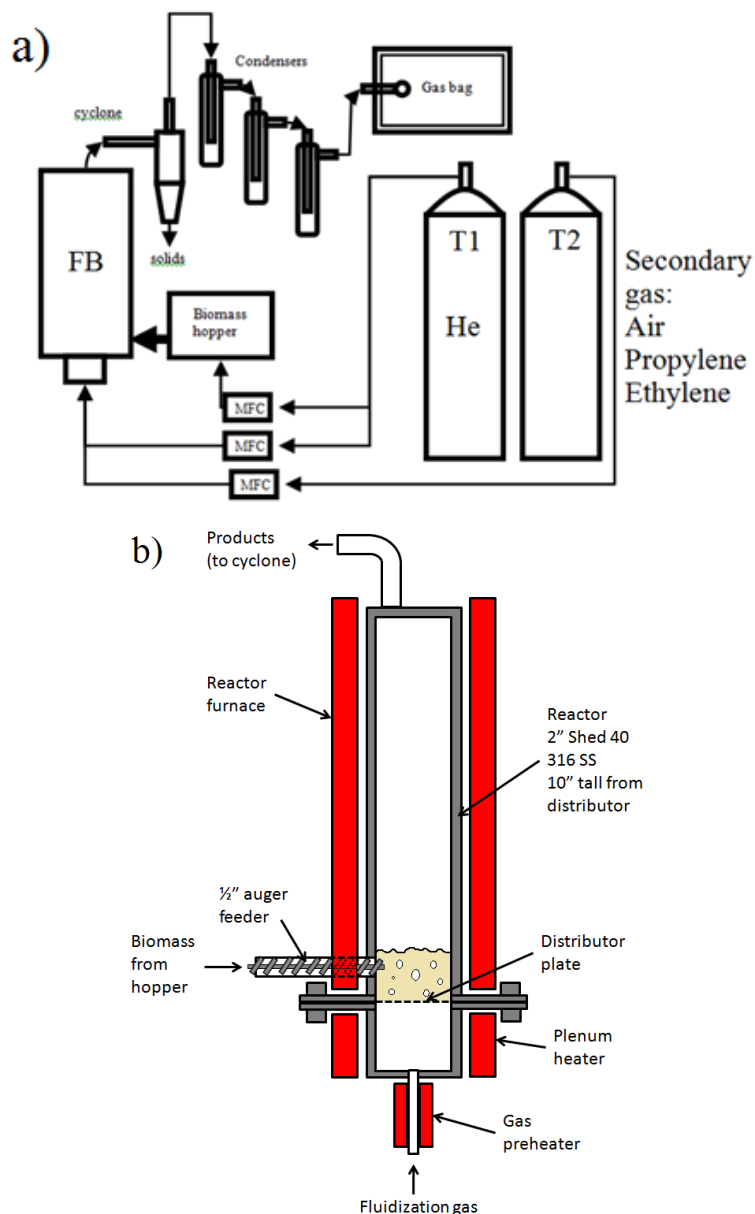 a)
Condensers
Gas bag
cyclone
T1
T2
FB
solids
Secondary
gas:
Air
Propylene
Ethylene
Biomass
hopper
He
MFC
MFC
MFC
b)
Products
(to cyclone)
Reactor
furnace
Reactor
2” Shed 40
316 SS
10” tall from
distributor
½” auger
feeder
Biomass
from
hopper
Distributor
plate
Plenum
heater
Gas
preheater
Fluidization gas